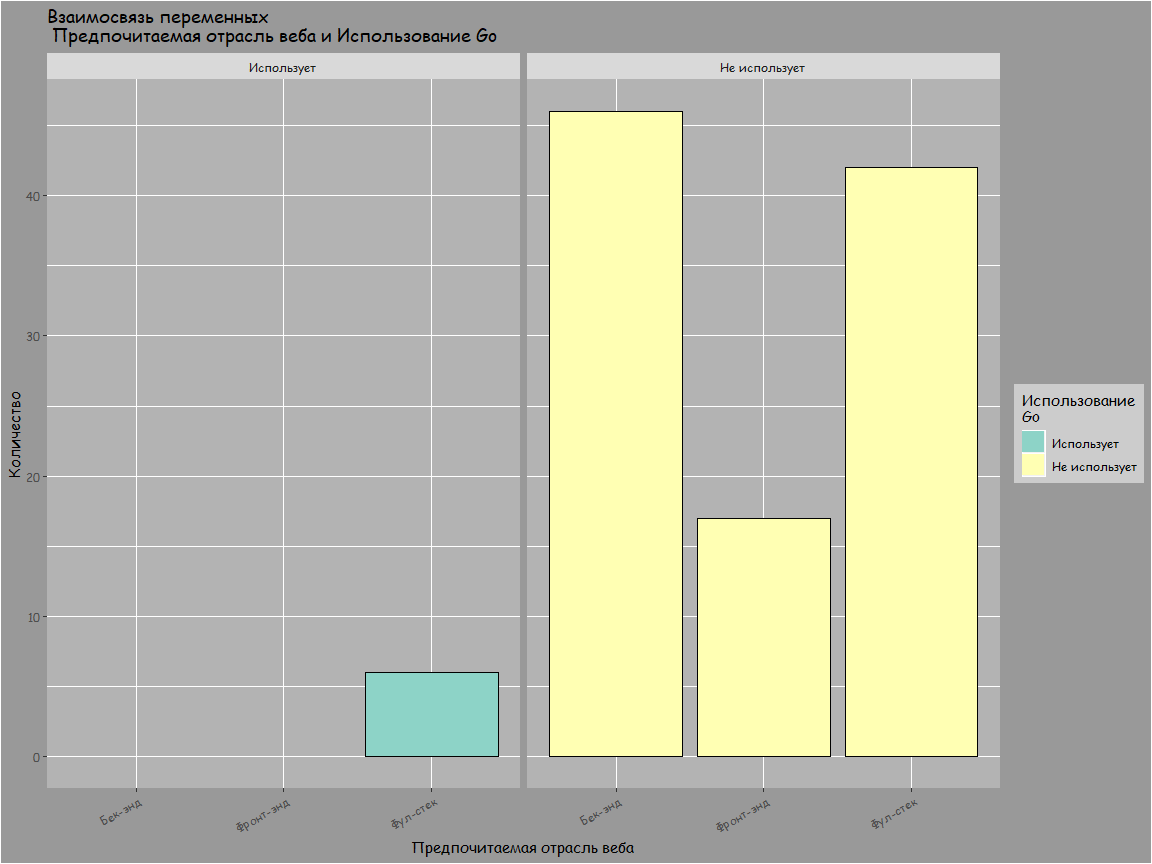 Взаимосвязь переменных
Предпочитаемая отрасль веба и Использование Go
Использует
Не использует
40
30
20
10
0
Количество
Бек-энд
Фронт-энд
Фул-стек
Бек-энд
Фронт-энд
Фул-стек
Предпочитаемая отрасль веба
Использование
Go
Использует
Не использует